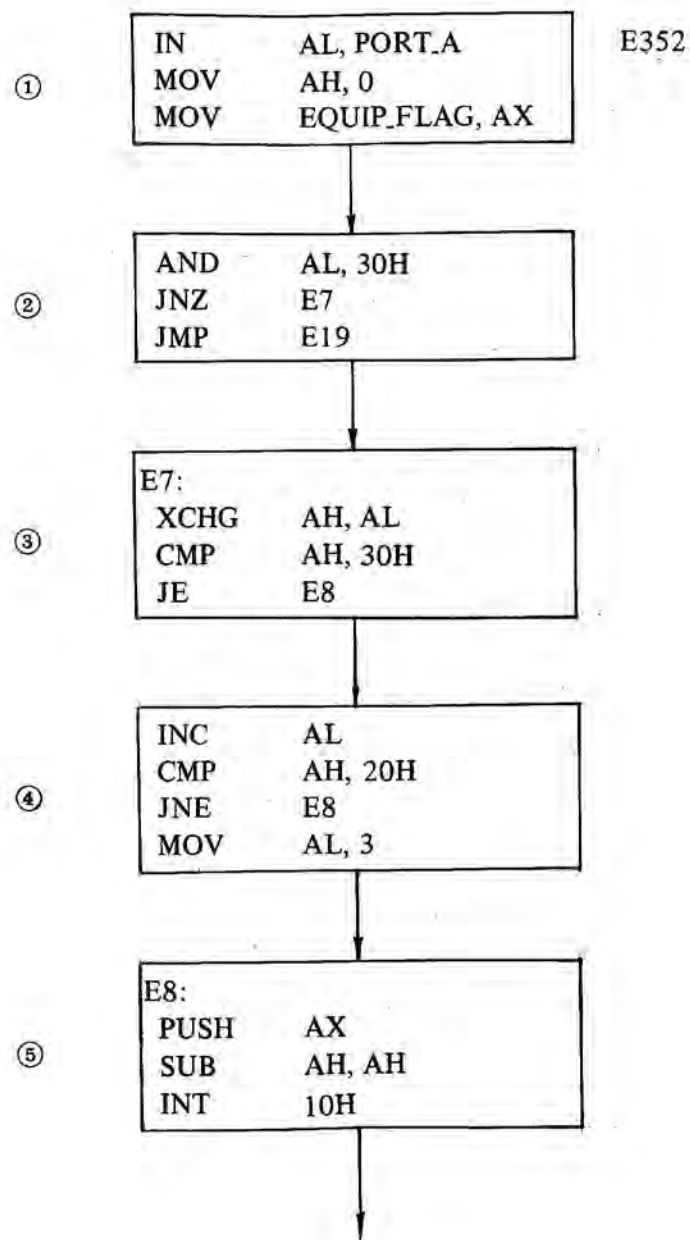 IN AL, PORT_A E352
① MOV AH, 0
MOV EQUIP_FLAG, AX
AND AL, 30H
② JNZ E7
JMP E19
E7:
③ XCHG AH, AL
CMP AH, 30H
JE E8
INC AL
④ CMP AH, 20H
JNE E8
MOV AL, 3
E8:
⑤ PUSH AX
SUB AH, AH
INT 10H